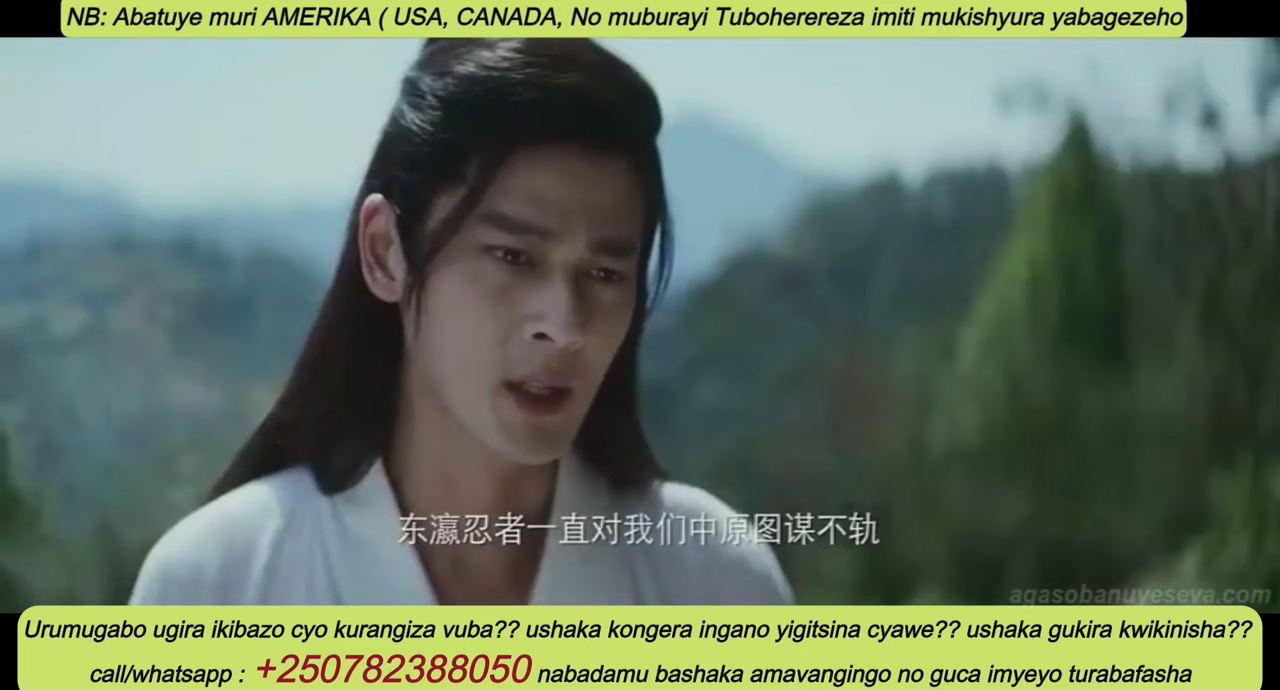 NB: Abatuye muri AMERIKA ( USA, CANADA, No muburayi Tuboherereza imiti mukishyura yabagezeho
东瀛忍者一直对我们中原图谋不轨
agasobanuyeseva.com
Urumugabo ugira ikibazo cyo kurangiza vuba?? ushaka kongera ingano yigitsina cyawe?? ushaka gukira kwikinisha??
call/whatsapp : +250782388050 nabadamu bashaka amavangingo no guca imyeyo turabafasha